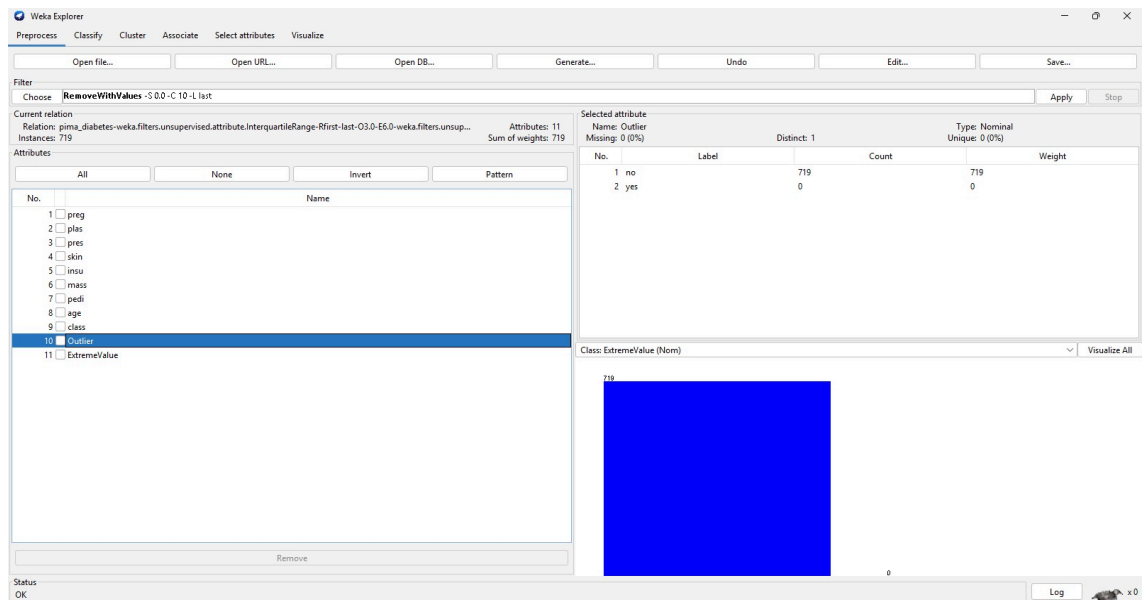 Weka Explorer
Preprocess Classify Cluster Associate Select attributes Visualize
Open file... Open URL... Open DB... Generate... Undo Edit... Save...
Filter
Choose RemoveWithValues -S 0.0 -C 10 -L last Apply Stop
Current relation
Relation: pima_diabetes-weka.filters.unsupervised.attribute.InterquartileRange-Rfirst-last-O3.0-E6.0-weka.filters.unsup... Attributes: 11
Instances: 719 Sum of weights: 719
Selected attribute
Name: Outlier Type: Nominal
Missing: 0 (0%) Distinct: 1 Unique: 0 (0%)
Attributes
All None Invert Pattern
No. Name
1 preg
2 plas
3 pres
4 skin
5 insu
6 mass
7 pedi
8 age
9 class
10 Outlier
11 ExtremeValue
Remove
No. Label Count Weight
1 no 719 719
2 yes 0 0
Class: ExtremeValue (Nom) Visualize All
719
0
Status
OK
Log x 0